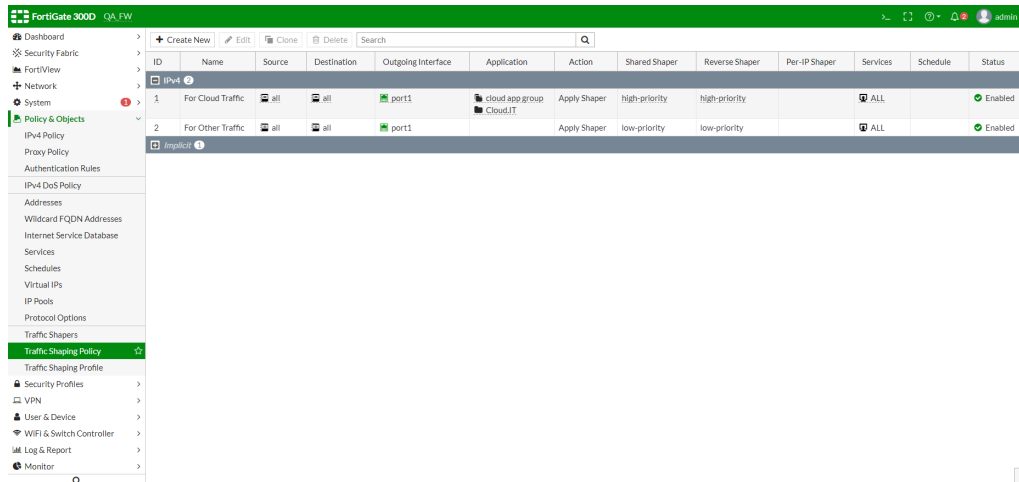 FortiGate 300D QA_FW >_ 2 admin
Dashboard
Security Fabric
FortiView
Network
System 1
Policy & Objects
IPv4 Policy
Proxy Policy
Authentication Rules
IPv4 DoS Policy
Addresses
Wildcard FQDN Addresses
Internet Service Database
Services
Schedules
Virtual IPs
IP Pools
Protocol Options
Traffic Shapers
Traffic Shaping Policy
Traffic Shaping Profile
Security Profiles
VPN
User & Device
WiFi & Switch Controller
Log & Report
Monitor
+ Create New Edit Clone Delete Search
ID Name Source Destination Outgoing Interface Application Action Shared Shaper Reverse Shaper Per-IP Shaper Services Schedule Status
IPv4 2
1 For Cloud Traffic all all port1 cloud app group Apply Shaper high-priority high-priority ALL Enabled
Cloud.IT
2 For Other Traffic all all port1 Apply Shaper low-priority low-priority ALL Enabled
Implicit 1